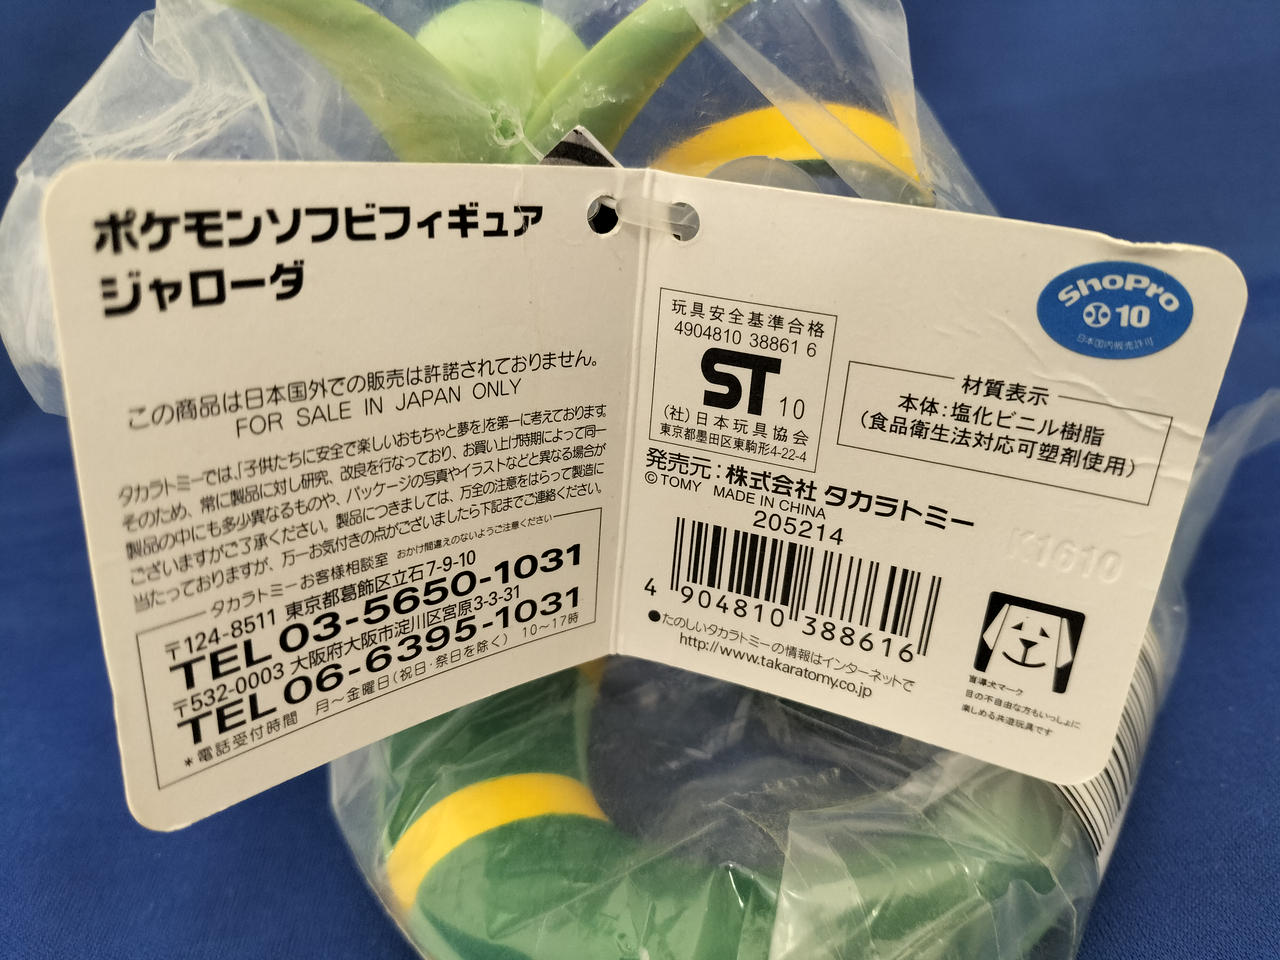 ポケモンソフビフィギュア
ジャローダ
この商品は日本国外での販売は許諾されておりません。
FOR SALE IN JAPAN ONLY
タカラトミーでは、「子供たちに安全で楽しいおもちゃと夢を」を第一に考えております。
そのため、常に製品に対し研究、改良を行なっており、お買い上げ時期によって同一
製品の中にも多少異なるものや、パッケージの写真やイラストなどと異なる場合が
ございますがご了承ください。製品につきましては、万全の注意をはらって製造に
当たっておりますが、万一お気付きの点がございましたら下記までご連絡ください。
タカラトミーお客様相談室 おかけ間違えのないようご注意ください
〒124-8511 東京都葛飾区立石7-9-10
TEL 03-5650-1031
〒532-0003 大阪府大阪市淀川区宮原3-3-31
TEL 06-6395-1031
*電話受付時間 月〜金曜日(祝日・祭日を除く) 10〜17時
玩具安全基準合格
4904810 38861 6
ST 10
(社)日本玩具協会
東京都墨田区東駒形4-22-4
ShoPro
10
日本国内販売許可
材質表示
本体:塩化ビニル樹脂
(食品衛生法対応可塑剤使用)
発売元:株式会社 タカラトミー
©TOMY MADE IN CHINA
205214
K1610
4 904810 388616
●たのしいタカラトミーの情報はインターネットで
http://www.takaratomy.co.jp
盲導犬マーク
目の不自由な方もいっしょに
楽しめる共遊玩具です